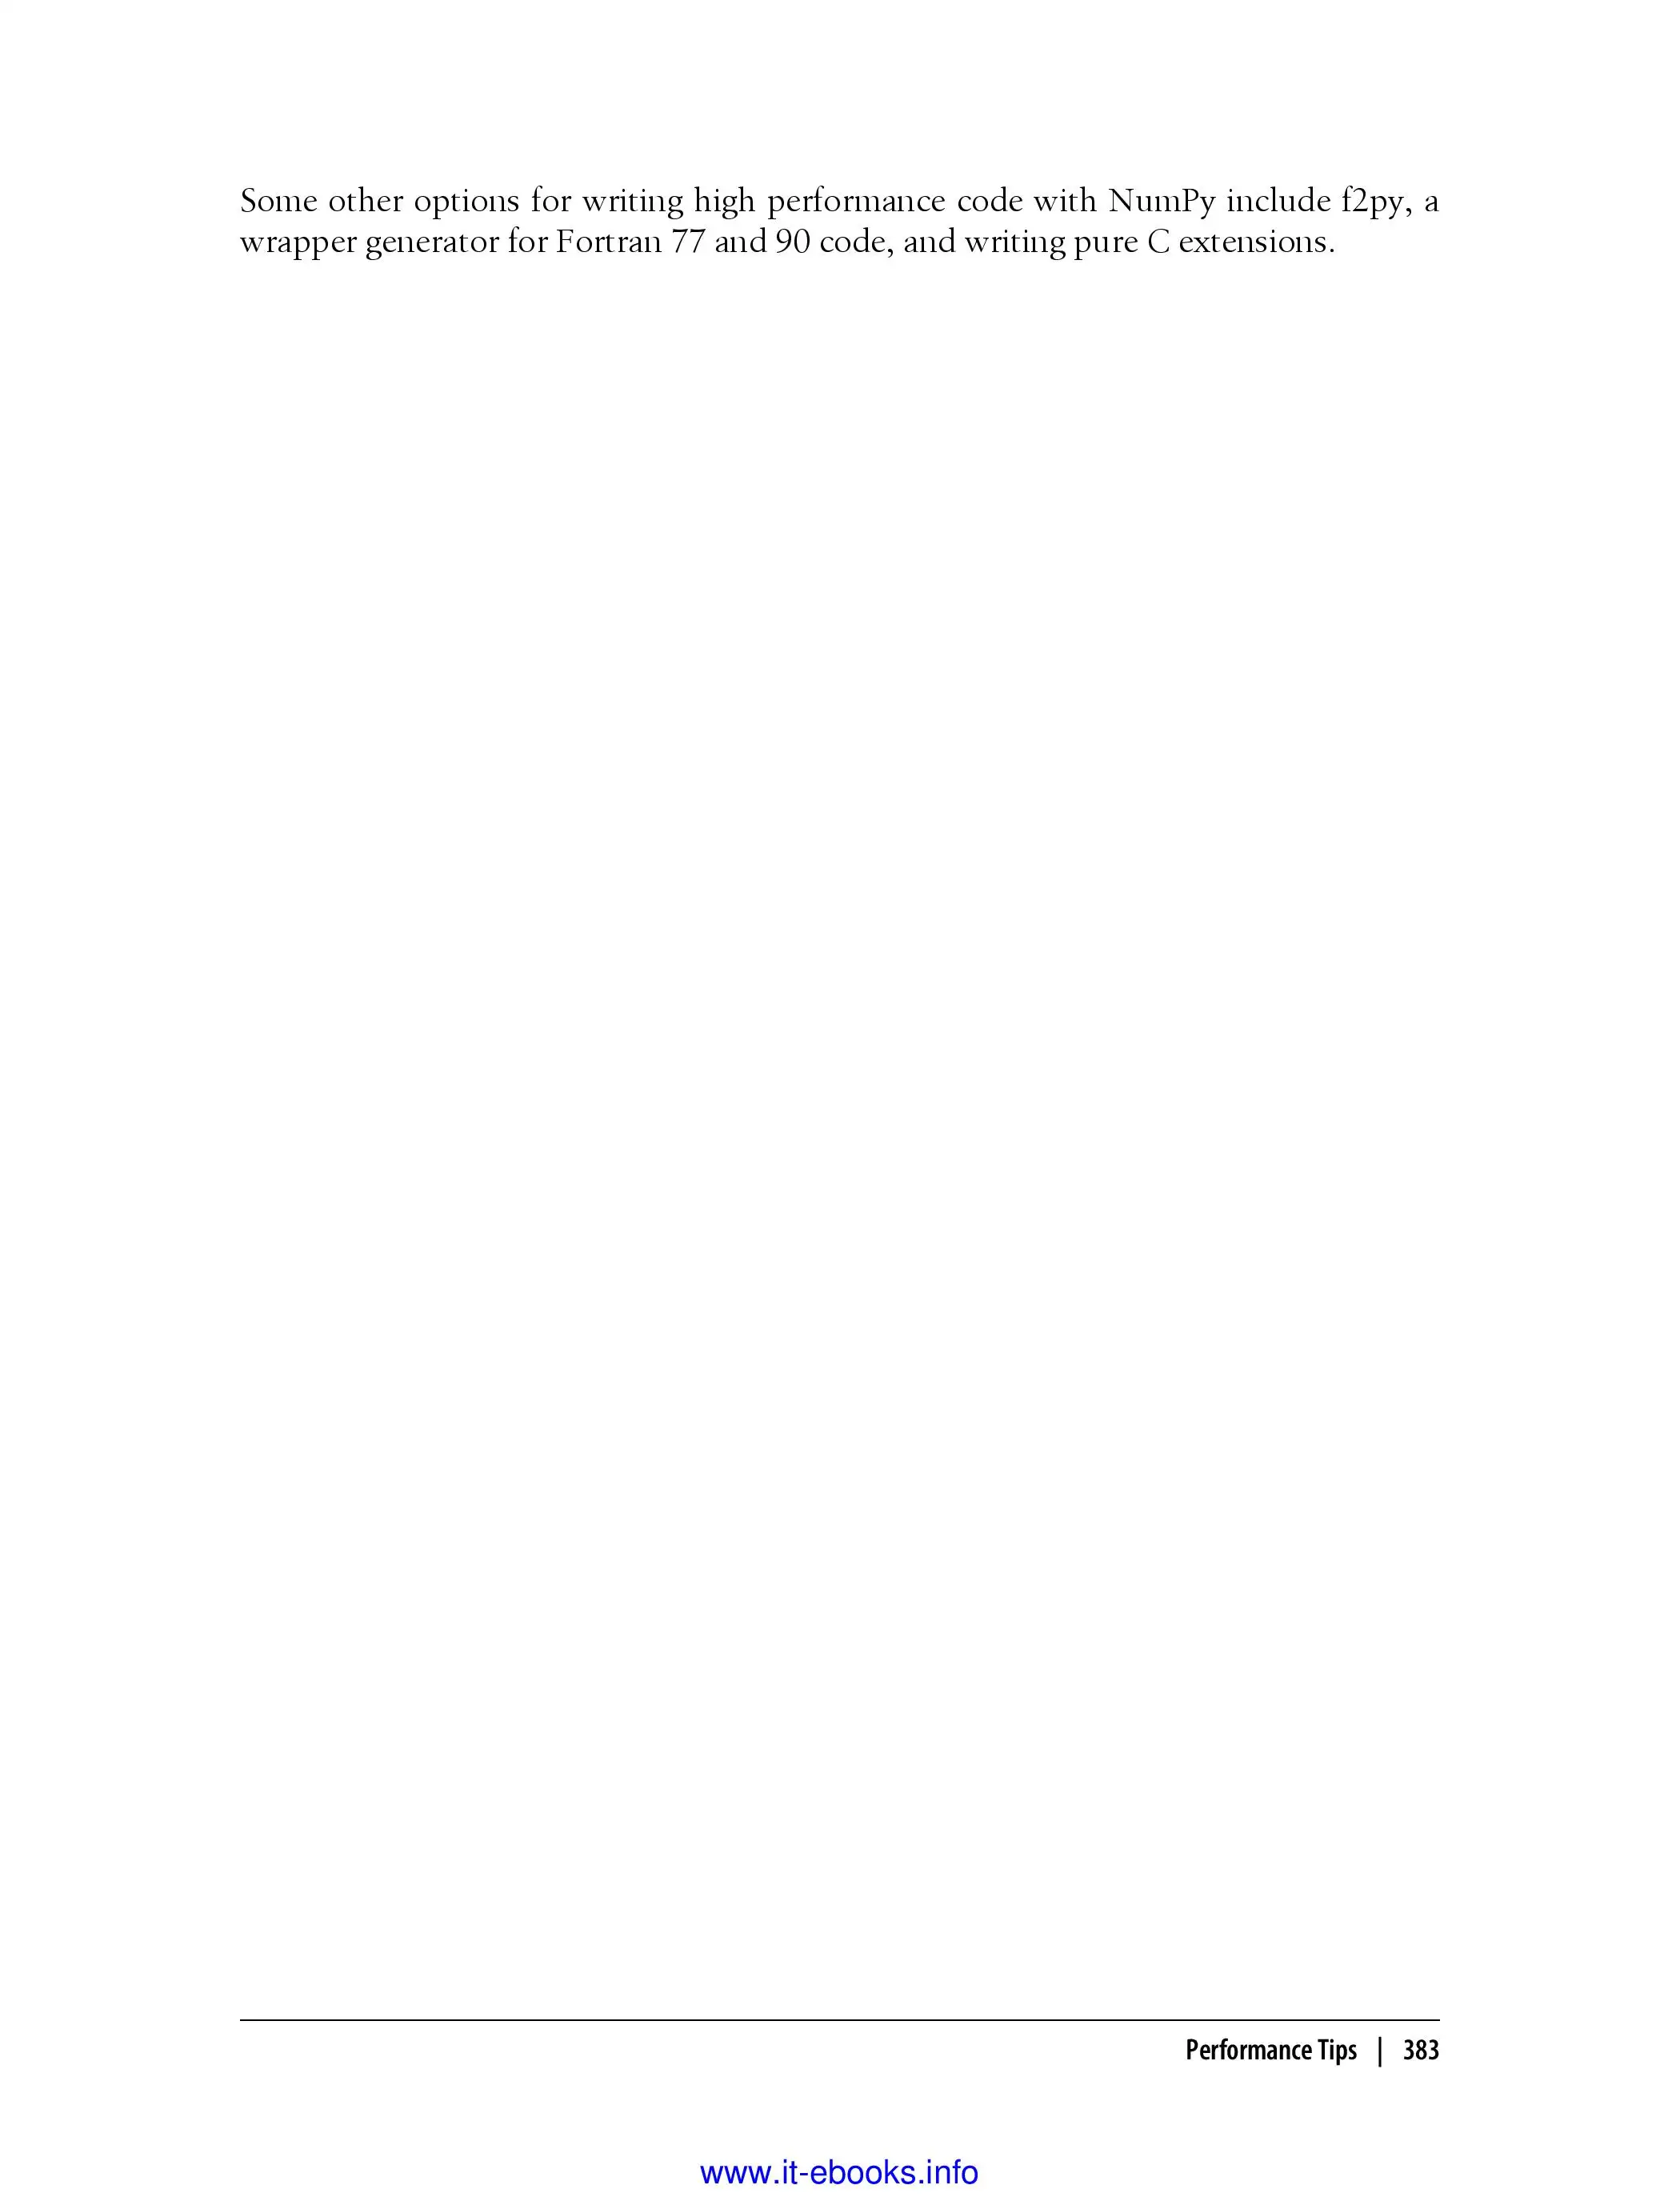 Some other options for writing high performance code with NumPy include f2py, a
wrapper generator for Fortran 77 and 90 code, and writing pure C extensions.
Performance Tips | 383
www.it-ebooks.info